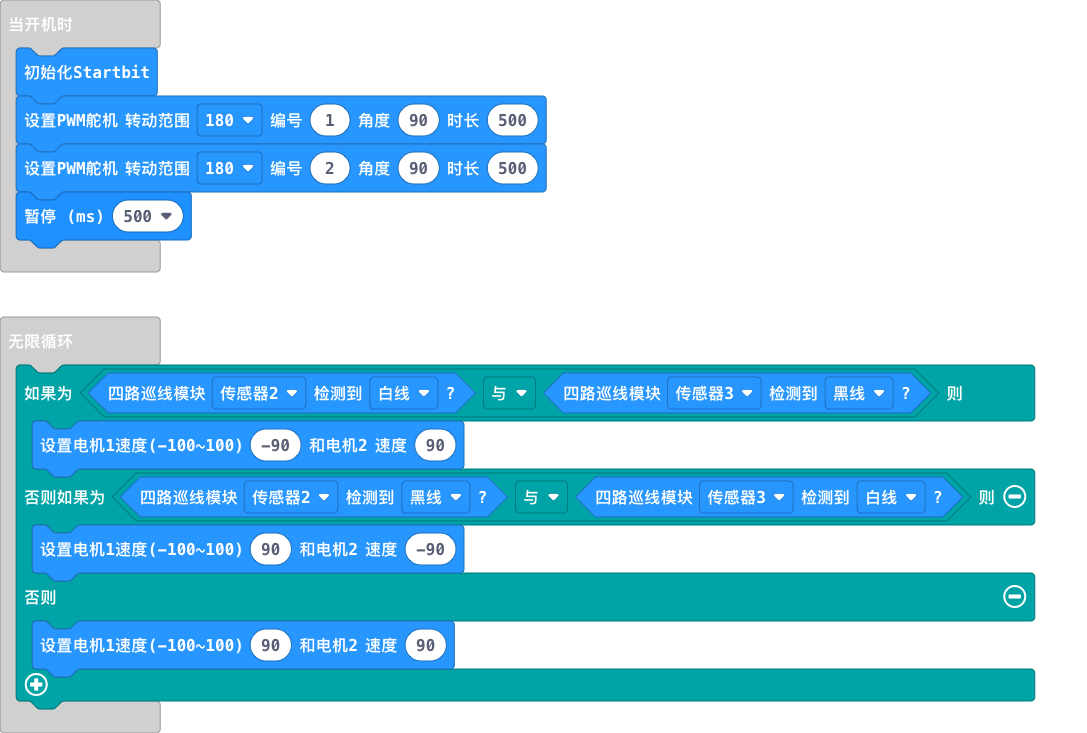 当开机时
初始化Startbit
设置PWM舵机 转动范围 180 编号 1 角度 90 时长 500
设置PWM舵机 转动范围 180 编号 2 角度 90 时长 500
暂停 (ms) 500
无限循环
如果为 四路巡线模块 传感器2 检测到 白线 ? 与 四路巡线模块 传感器3 检测到 黑线 ? 则
设置电机1速度(-100~100) -90 和电机2 速度 90
否则如果为 四路巡线模块 传感器2 检测到 黑线 ? 与 四路巡线模块 传感器3 检测到 白线 ? 则
设置电机1速度(-100~100) 90 和电机2 速度 -90
否则
设置电机1速度(-100~100) 90 和电机2 速度 90